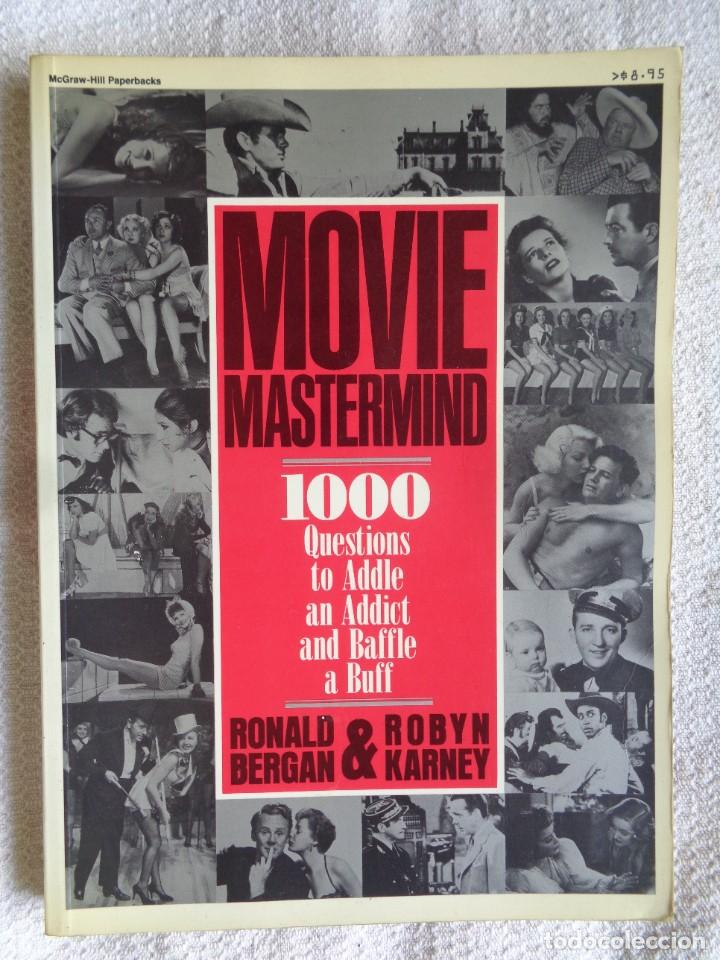 McGraw-Hill Paperbacks
>$8.95
MOVIE
MASTERMIND
1000
Questions
to Addle
an Addict
and Baffle
a Buff
RONALD
BERGAN
&
ROBYN
KARNEY
todocoleccion